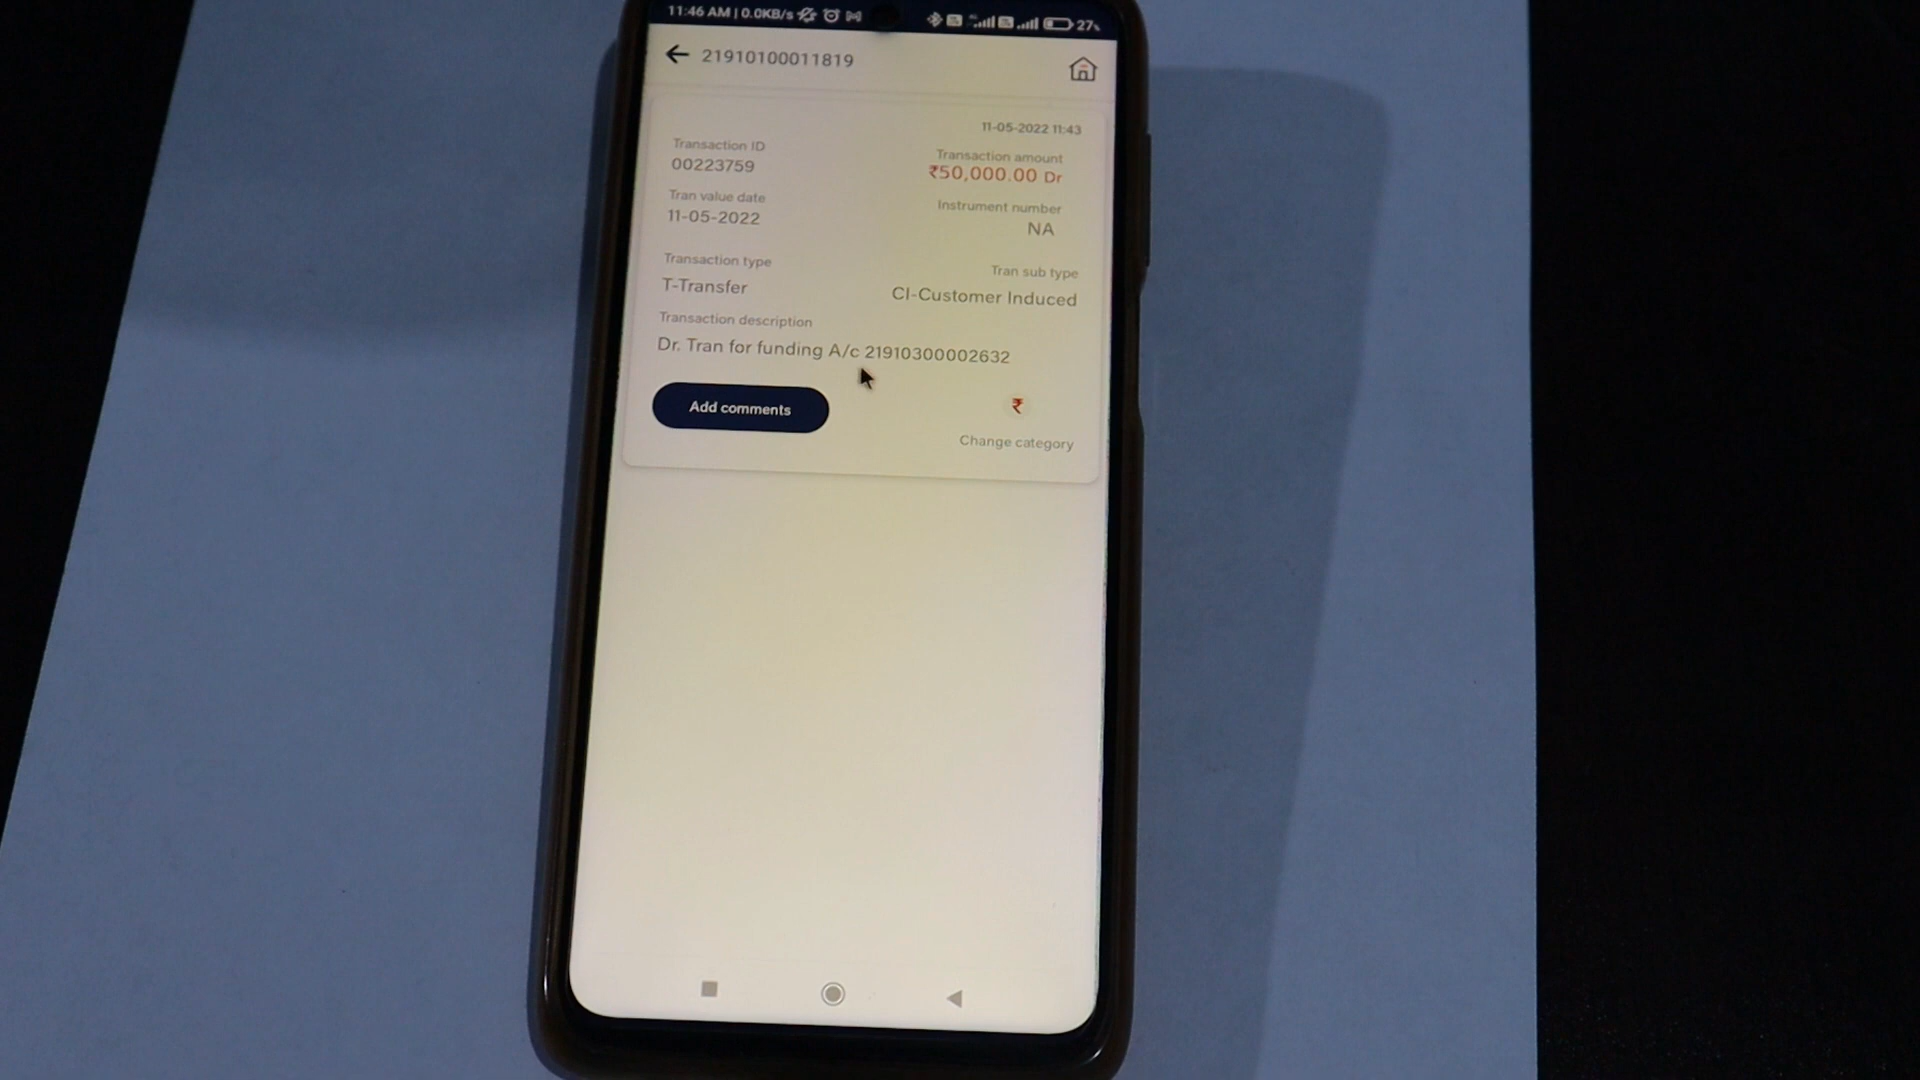 11:46 AM | 0.0KB/s
27%
21910100011819
11-05-2022 11:43
Transaction ID
00223759
Transaction amount
₹50,000.00 Dr
Tran value date
11-05-2022
Instrument number
NA
Transaction type
T-Transfer
Tran sub type
CI-Customer Induced
Transaction description
Dr. Tran for funding A/c 21910300002632
Add comments
₹
Change category